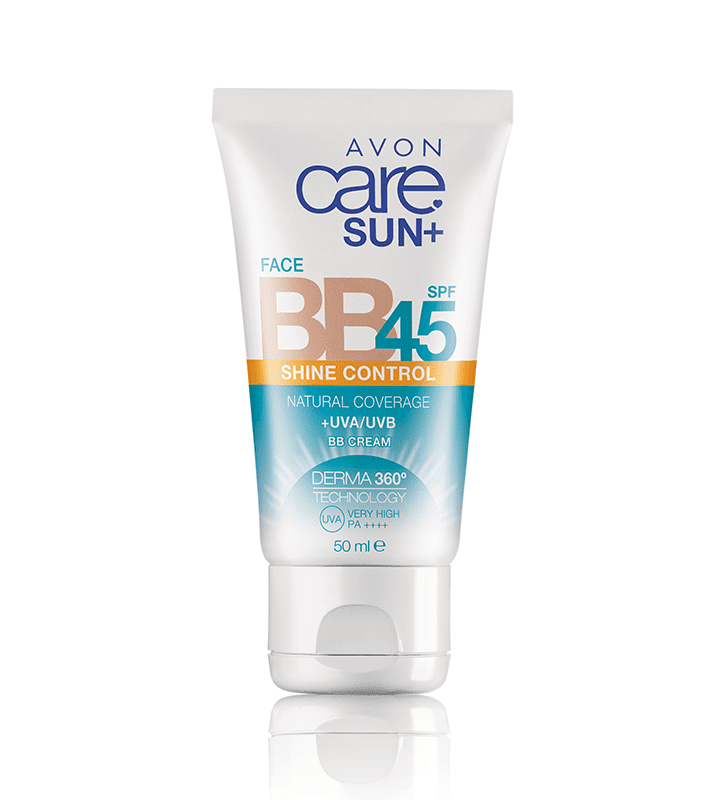 AVON
care
SUN+
FACE
BB
SPF
45
SHINE CONTROL
NATURAL COVERAGE
+UVA/UVB
BB CREAM
DERMA 360º
TECHNOLOGY
UVA VERY HIGH
PA ++++
50 ml ℮